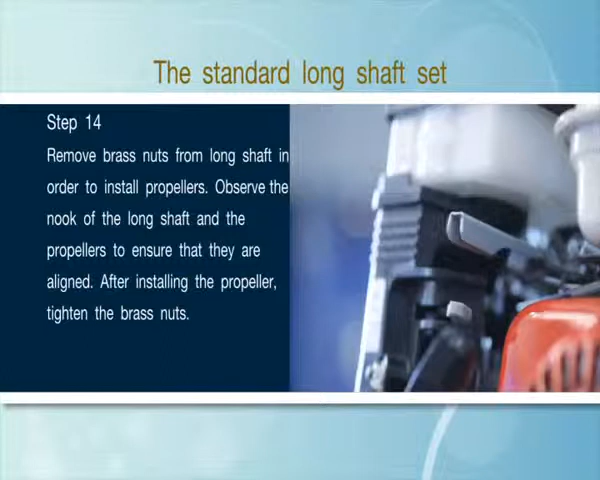 The standard long shaft set
Step 14
Remove brass nuts from long shaft in
order to install propellers. Observe the
nook of the long shaft and the
propellers to ensure that they are
aligned. After installing the propeller,
tighten the brass nuts.